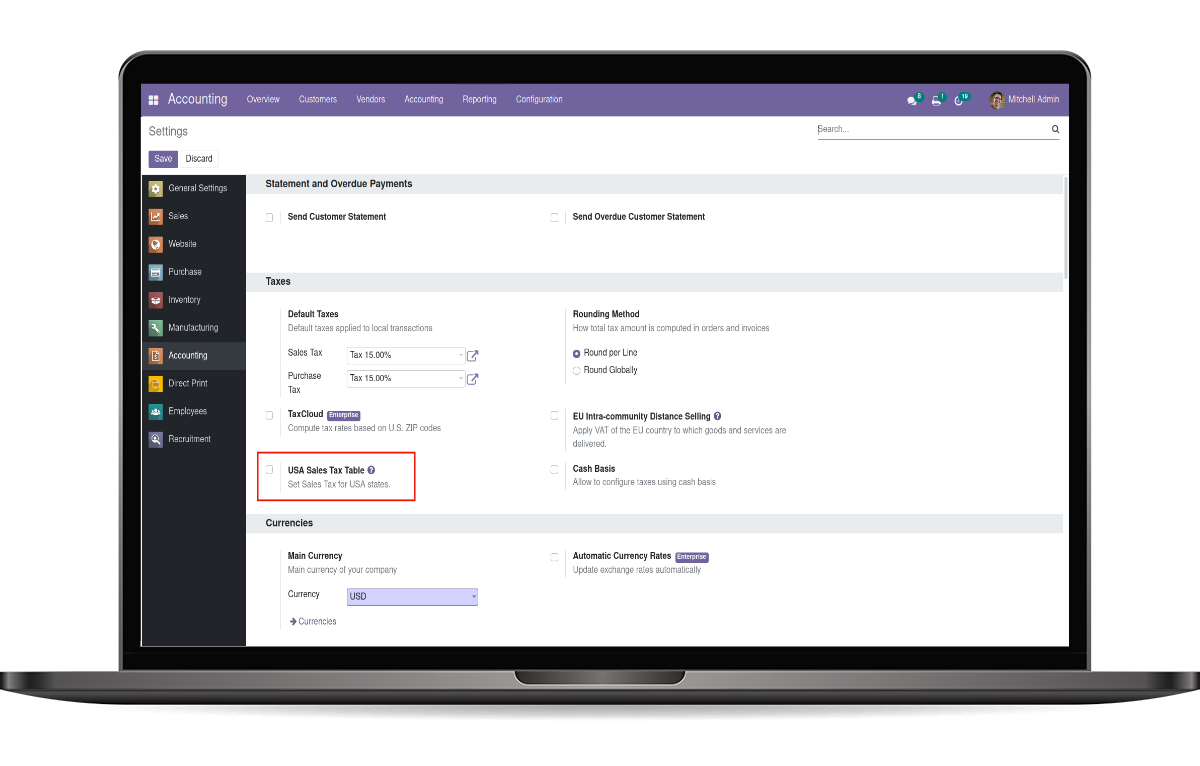 Accounting Overview Customers Vendors Accounting Reporting Configuration 8 1 19 Mitchell Admin
Settings
Search...
Save Discard
General Settings
Sales
Website
Purchase
Inventory
Manufacturing
Accounting
Direct Print
Employees
Recruitment
Statement and Overdue Payments
Send Customer Statement
Send Overdue Customer Statement
Taxes
Default Taxes
Default taxes applied to local transactions
Sales Tax Tax 15.00%
Purchase
Tax
Tax 15.00%
Rounding Method
How total tax amount is computed in orders and invoices
Round per Line
Round Globally
TaxCloud Enterprise
Compute tax rates based on U.S. ZIP codes
EU Intra-community Distance Selling ?
Apply VAT of the EU country to which goods and services are
delivered.
USA Sales Tax Table ?
Set Sales Tax for USA states.
Cash Basis
Allow to configure taxes using cash basis
Currencies
Main Currency
Main currency of your company
Currency USD
Currencies
Automatic Currency Rates Enterprise
Update exchange rates automatically